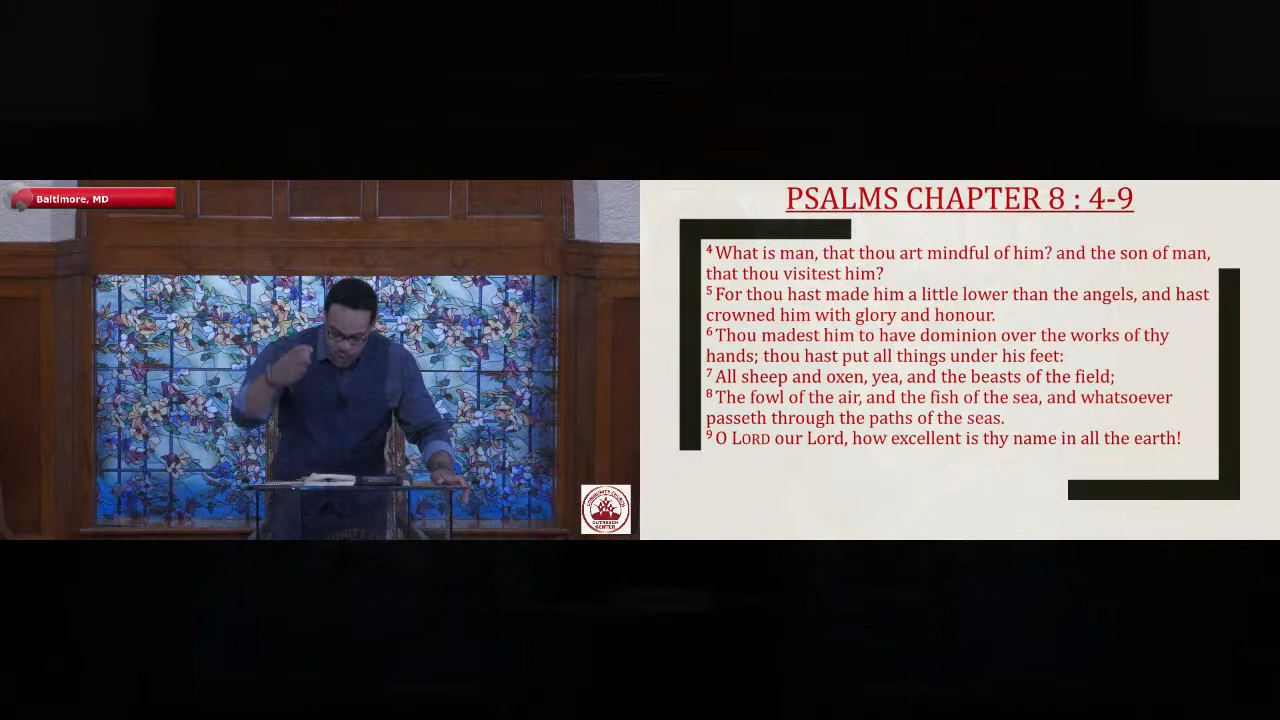 Baltimore, MD
COMMUNITY CHURCH
OUTREACH
CENTER
PSALMS CHAPTER 8 : 4-9
4 What is man, that thou art mindful of him? and the son of man,
that thou visitest him?
5 For thou hast made him a little lower than the angels, and hast
crowned him with glory and honour.
6 Thou madest him to have dominion over the works of thy
hands; thou hast put all things under his feet:
7 All sheep and oxen, yea, and the beasts of the field;
8 The fowl of the air, and the fish of the sea, and whatsoever
passeth through the paths of the seas.
9 O LORD our Lord, how excellent is thy name in all the earth!